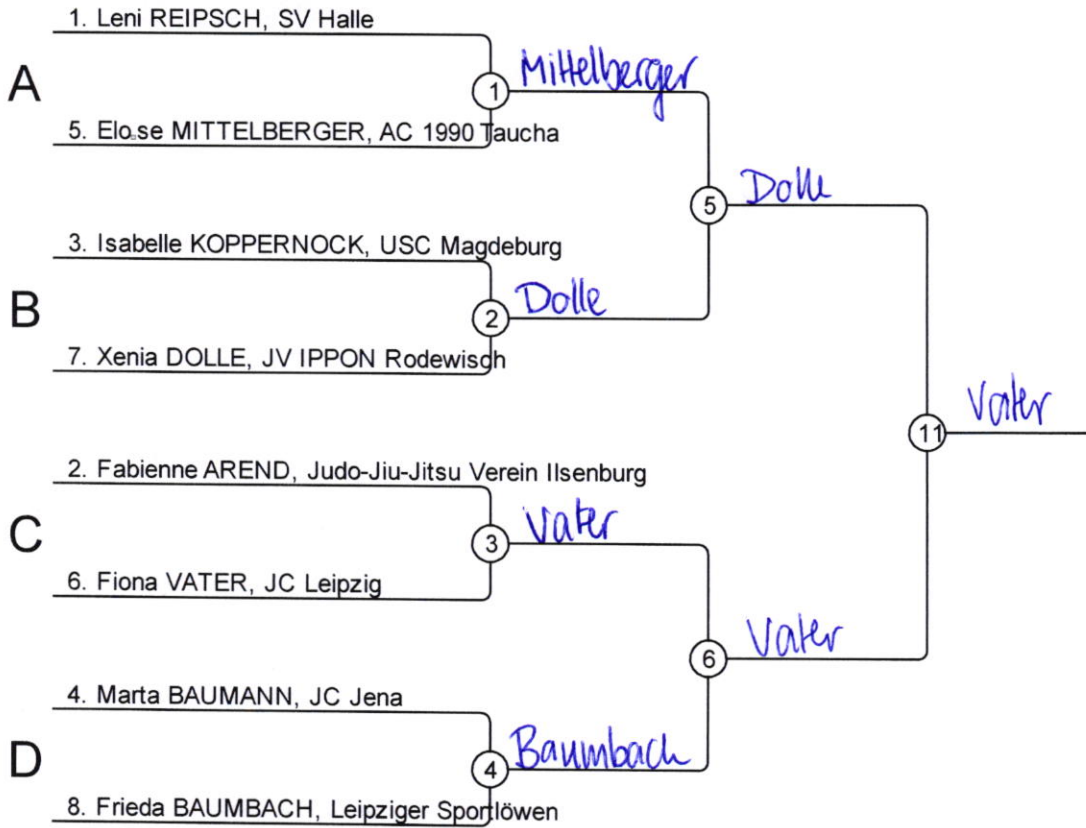 1. Leni REIPSCH, SV Halle
A
1 Mittelberger
5. Elo se MITTELBERGER, AC 1990 Taucha
5 Dolle
3. Isabelle KOPPERNOCK, USC Magdeburg
B
2 Dolle
7. Xenia DOLLE, JV IPPON Rodewisch
11 Vater
2. Fabienne AREND, Judo-Jiu-Jitsu Verein Ilsenburg
C
3 Vater
6. Fiona VATER, JC Leipzig
6 Vater
4. Marta BAUMANN, JC Jena
D
4 Baumbach
8. Frieda BAUMBACH, Leipziger Sportlöwen